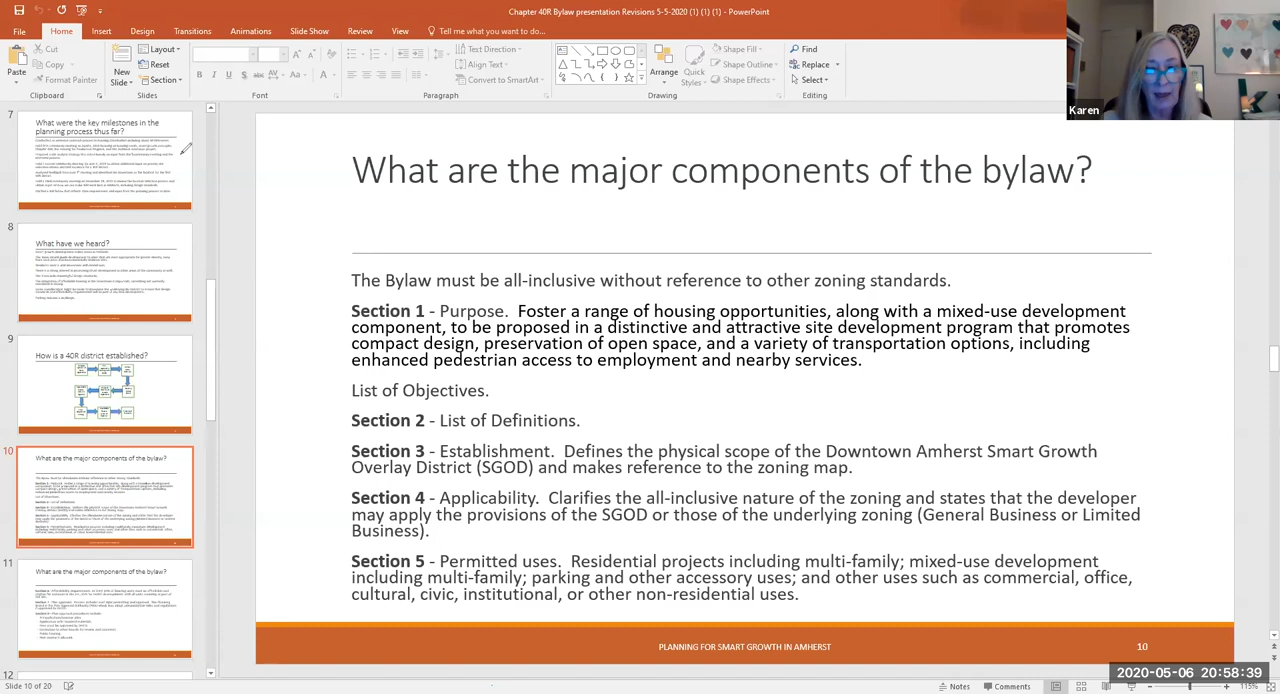 Chapter 40R Bylaw presentation Revisions 5-5-2020 (1) (1) (1) - PowerPoint
File Home Insert Design Transitions Animations Slide Show Review View Tell me what you want to do...
Paste
Cut
Copy
Format Painter
Clipboard
New Slide
Layout
Reset
Section
Slides
Font
Text Direction
Align Text
Convert to SmartArt
Paragraph
Arrange
Quick Styles
Shape Fill
Shape Outline
Shape Effects
Drawing
Find
Replace
Select
Editing
Karen
7
What were the key milestones in the
planning process thus far?
8
What have we heard?
9
How is a 40R district established?
10
What are the major components of the bylaw?
11
What are the major components of the bylaw?
12
What are the major components of the bylaw?
The Bylaw must be all-inclusive without reference to other zoning standards.
Section 1 - Purpose. Foster a range of housing opportunities, along with a mixed-use development
component, to be proposed in a distinctive and attractive site development program that promotes
compact design, preservation of open space, and a variety of transportation options, including
enhanced pedestrian access to employment and nearby services.
List of Objectives.
Section 2 - List of Definitions.
Section 3 - Establishment. Defines the physical scope of the Downtown Amherst Smart Growth
Overlay District (SGOD) and makes reference to the zoning map.
Section 4 - Applicability. Clarifies the all-inclusive nature of the zoning and states that the developer
may apply the provisions of the SGOD or those of the underlying zoning (General Business or Limited
Business).
Section 5 - Permitted uses. Residential projects including multi-family; mixed-use development
including multi-family; parking and other accessory uses; and other uses such as commercial, office,
cultural, civic, institutional, or other non-residential uses.
PLANNING FOR SMART GROWTH IN AMHERST 10
2020-05-06 20:58:39
Slide 10 of 20
Notes
Comments
115%